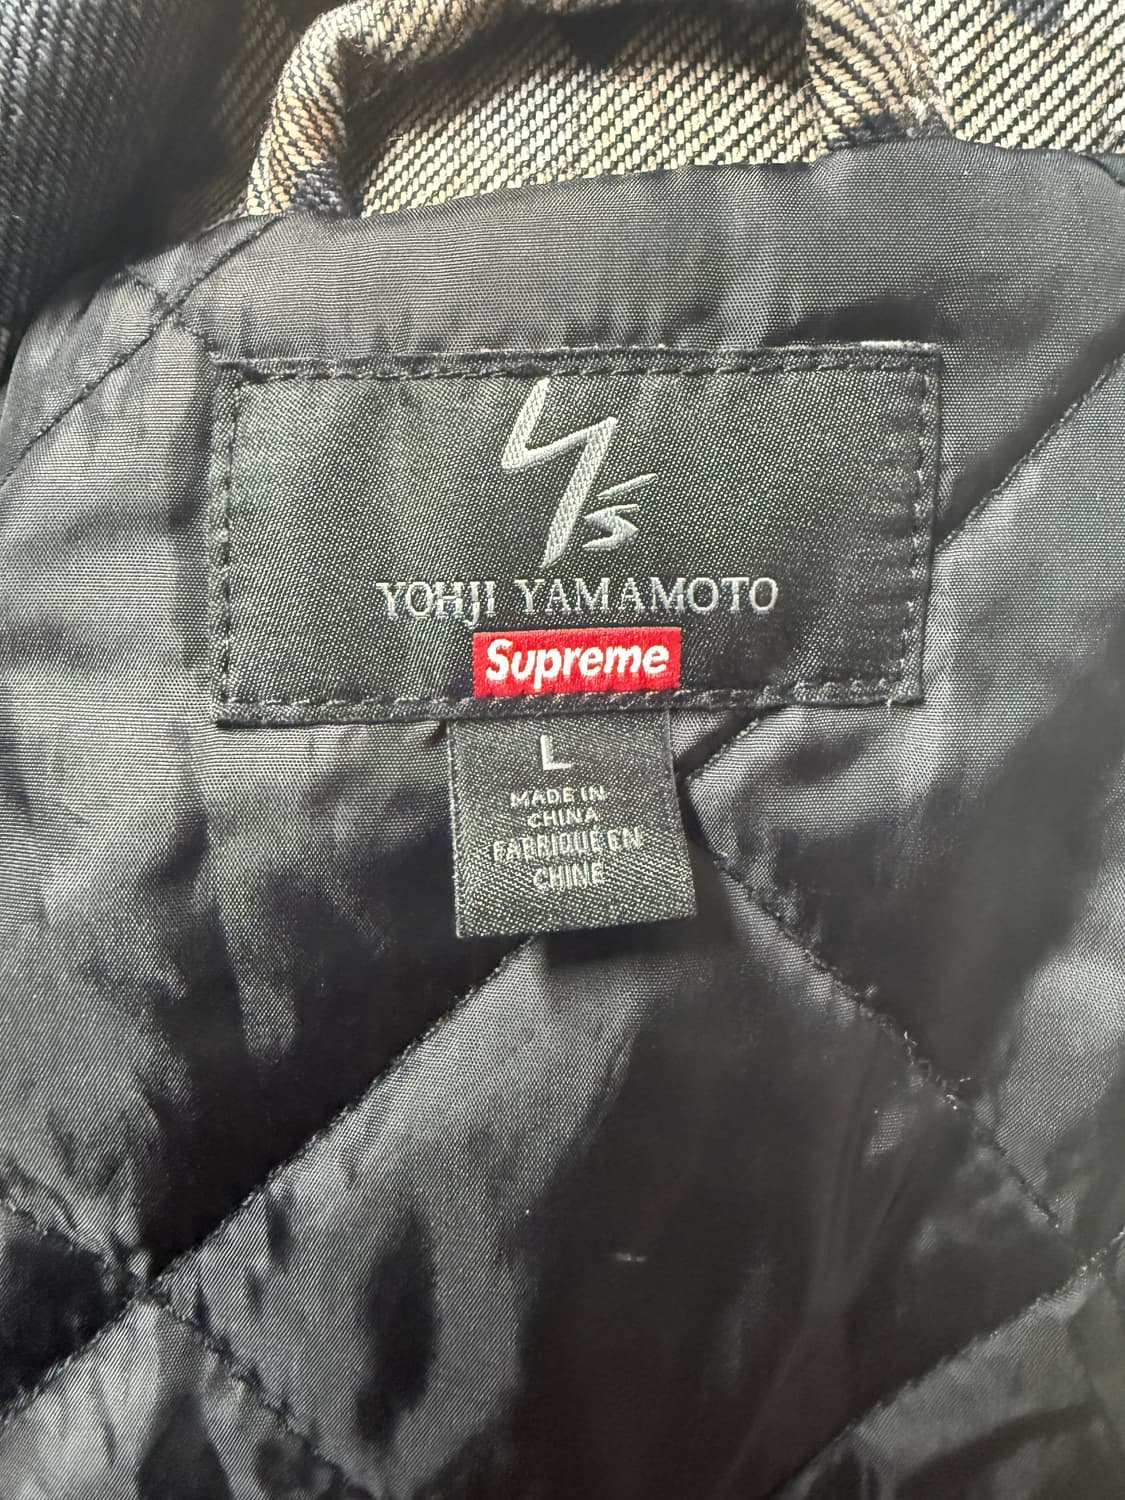 Y's
YOHJI YAMAMOTO
Supreme
L
MADE IN
CHINA
FABRIQUE EN
CHINE